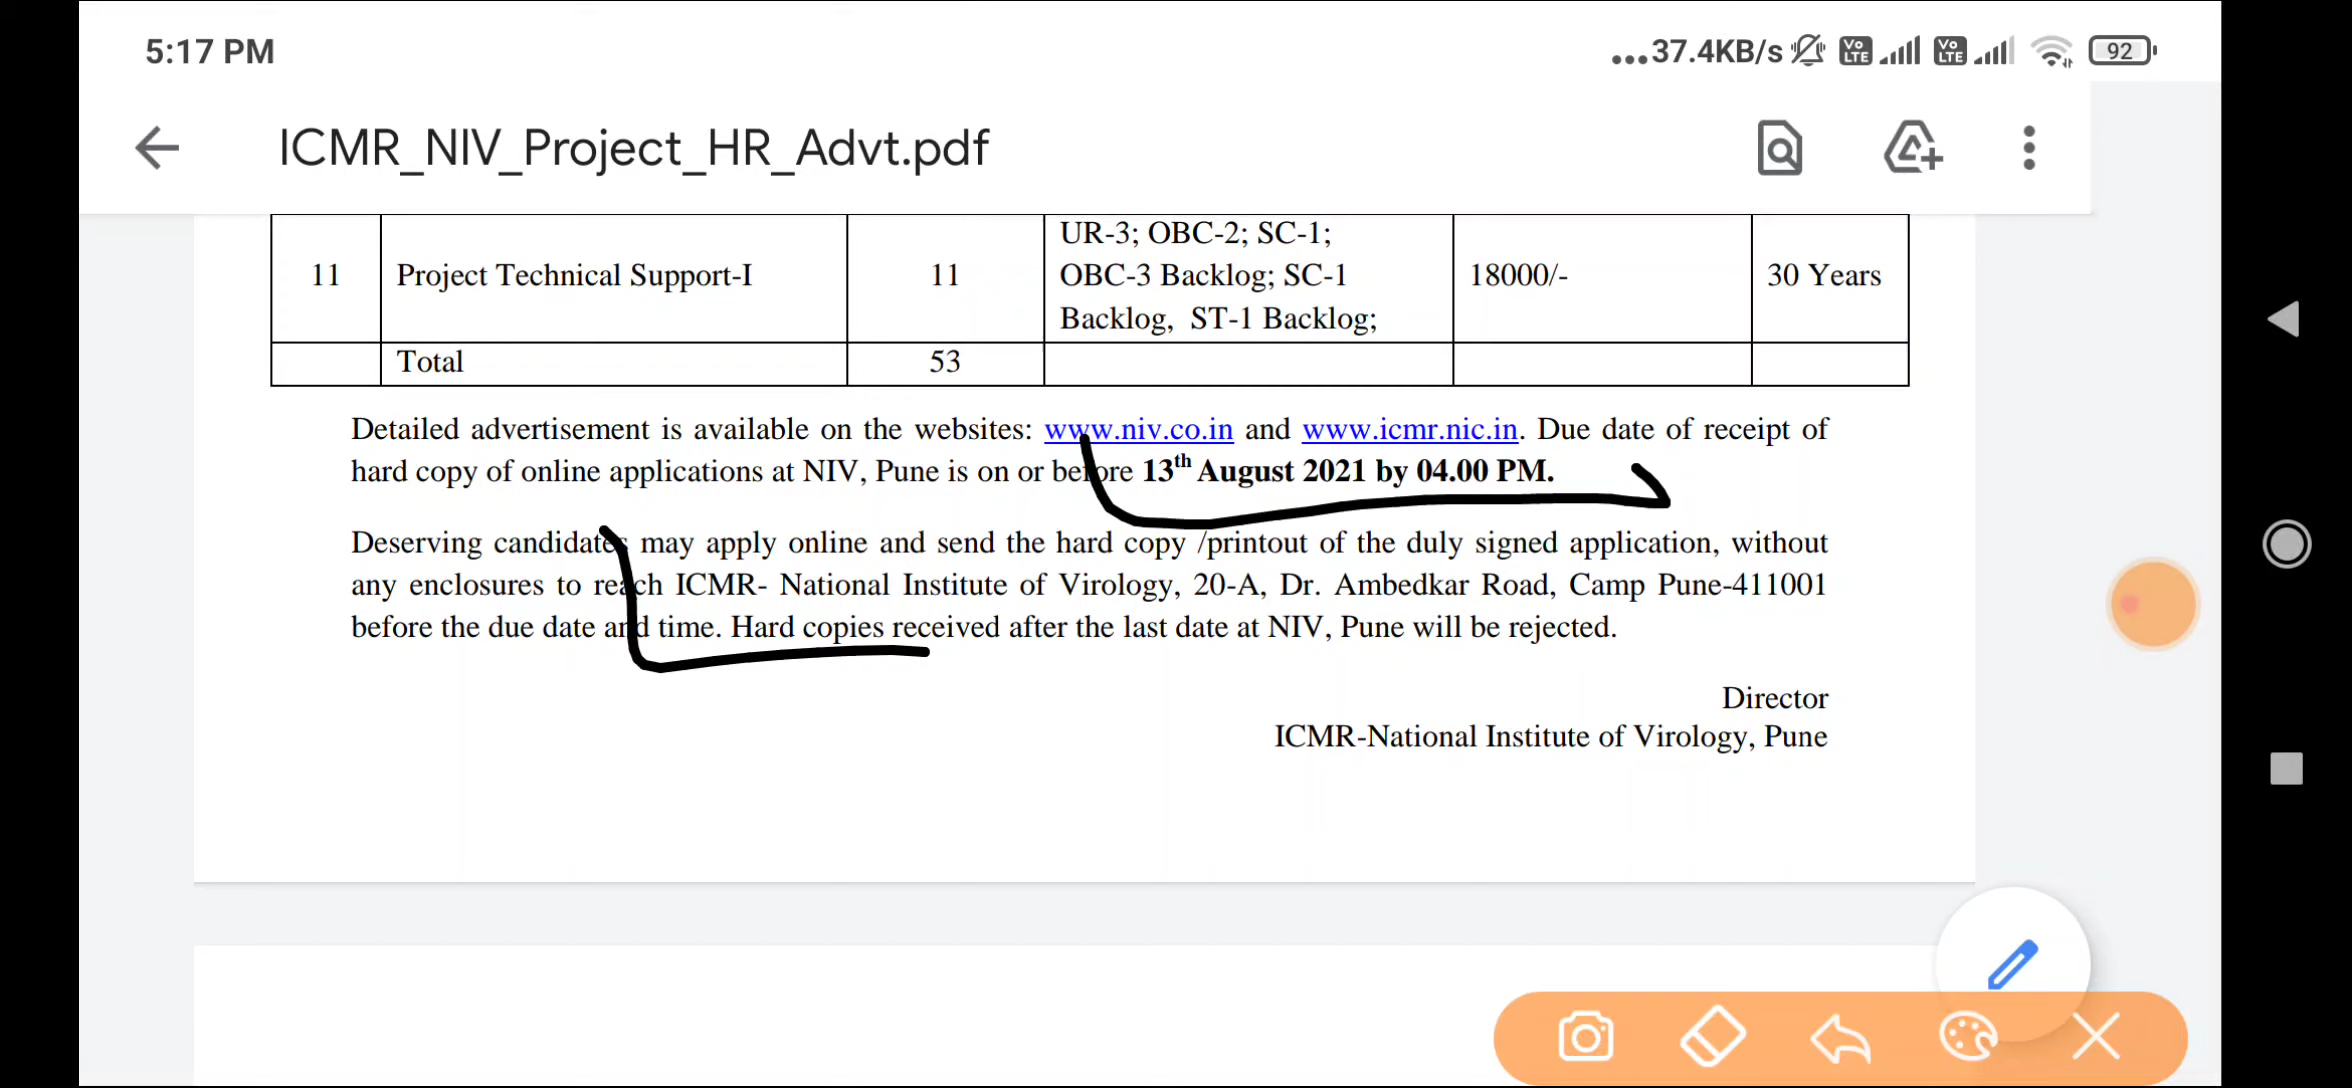 5:17 PM
...37.4KB/s Vo LTE Vo LTE 92
ICMR_NIV_Project_HR_Advt.pdf
UR-3; OBC-2; SC-1;
11 Project Technical Support-I 11 OBC-3 Backlog; SC-1 18000/- 30 Years
Backlog, ST-1 Backlog;
Total 53
Detailed advertisement is available on the websites: www.niv.co.in and www.icmr.nic.in. Due date of receipt of
hard copy of online applications at NIV, Pune is on or before 13th August 2021 by 04.00 PM.
Deserving candidates may apply online and send the hard copy /printout of the duly signed application, without
any enclosures to reach ICMR- National Institute of Virology, 20-A, Dr. Ambedkar Road, Camp Pune-411001
before the due date and time. Hard copies received after the last date at NIV, Pune will be rejected.
Director
ICMR-National Institute of Virology, Pune